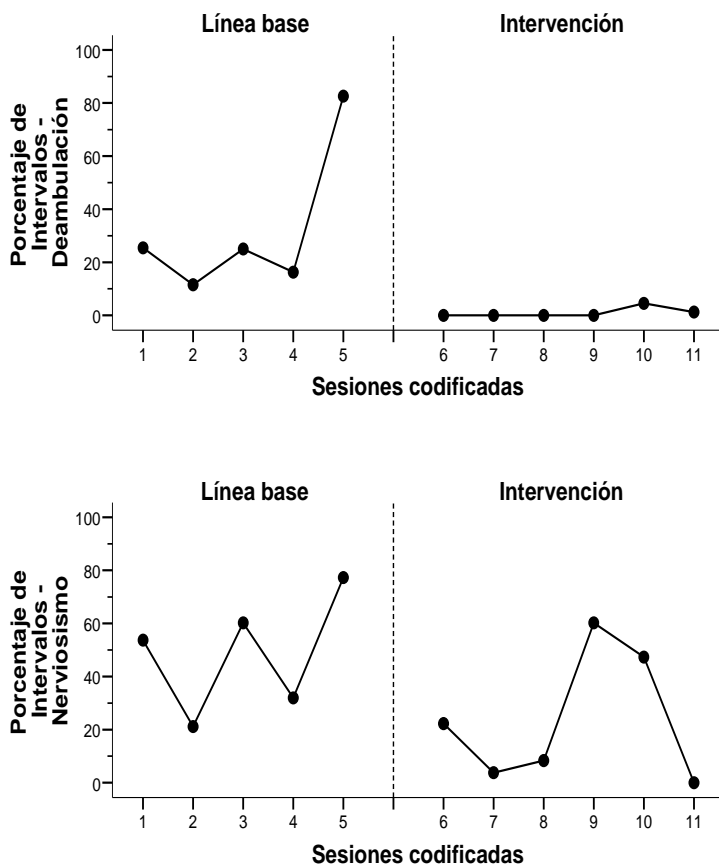 Línea base Intervención
100
80
60
40
20
0
Porcentaje de
Intervalos -
Deambulación
1 2 3 4 5 6 7 8 9 10 11
Sesiones codificadas
Línea base Intervención
100
80
60
40
20
0
Porcentaje de
Intervalos -
Nerviosismo
1 2 3 4 5 6 7 8 9 10 11
Sesiones codificadas